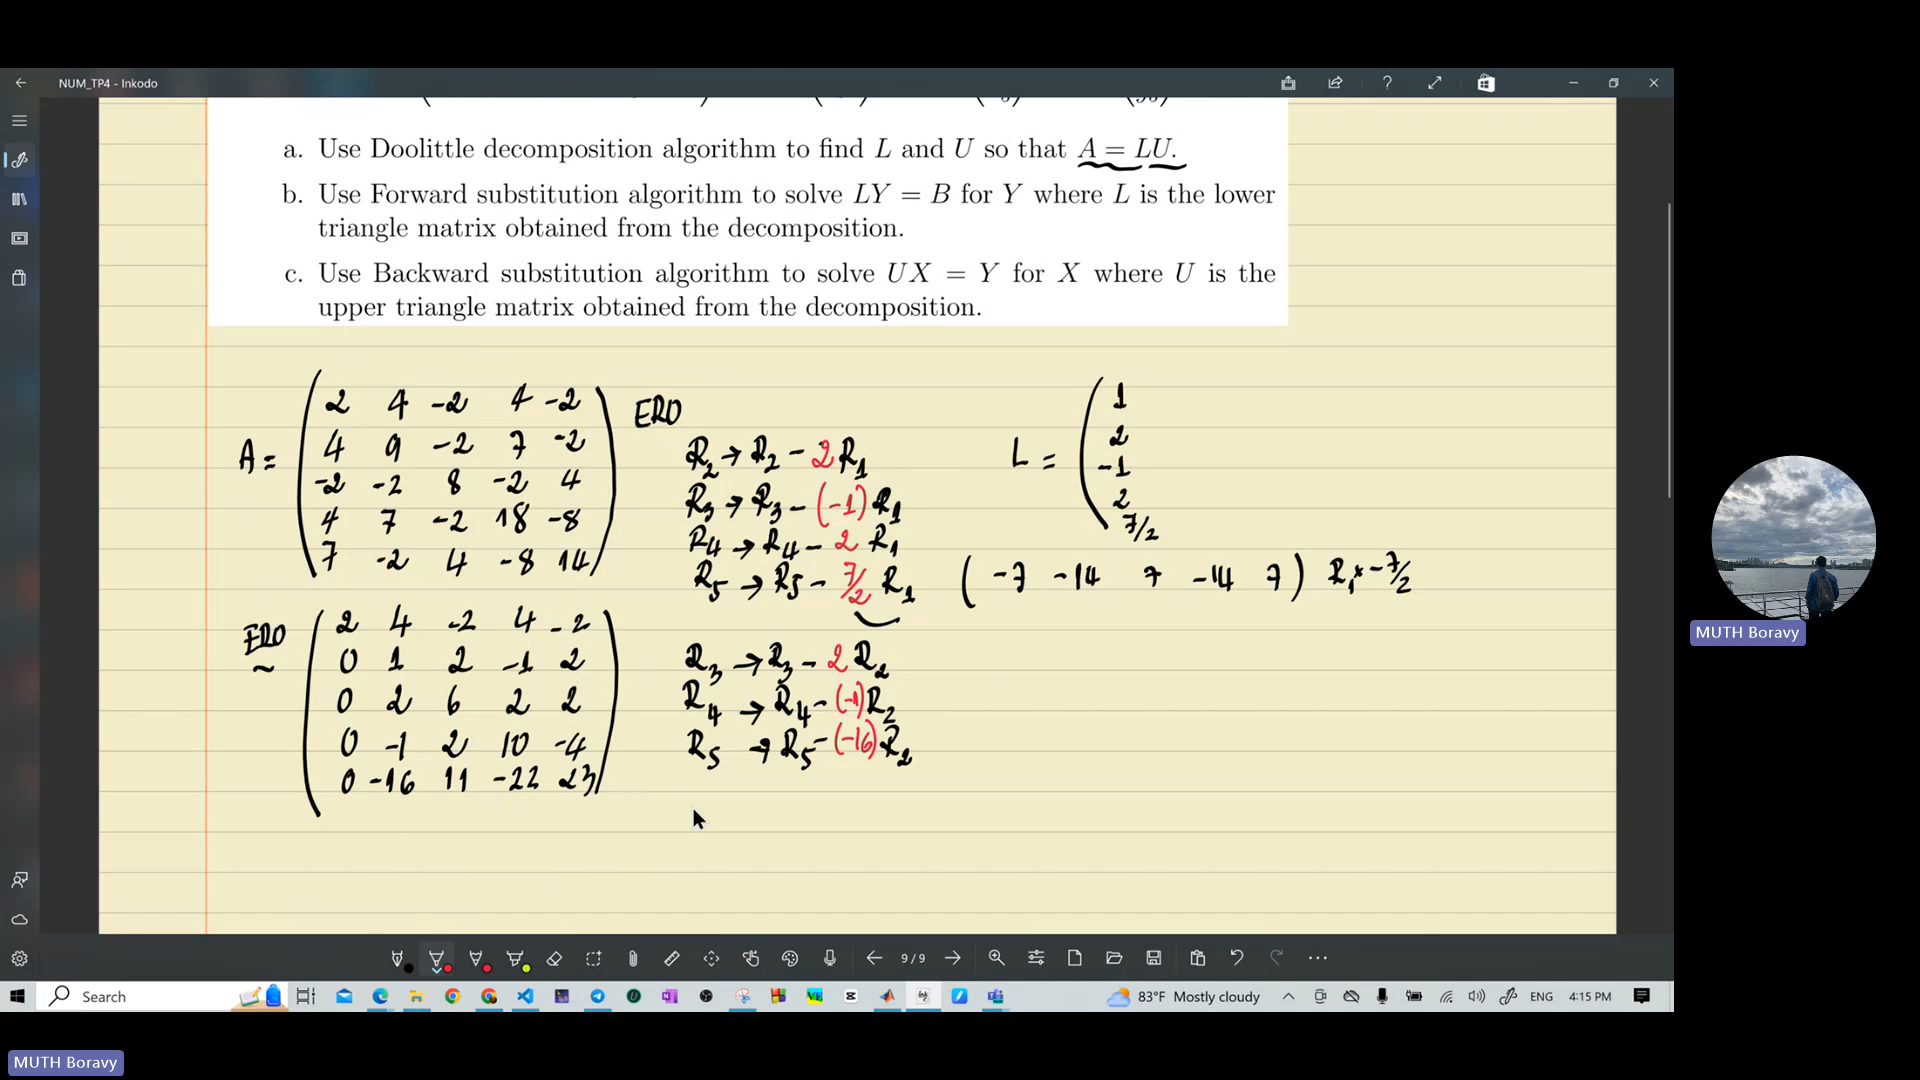 NUM_TP4 - Inkodo
a. Use Doolittle decomposition algorithm to find L and U so that A = LU.
b. Use Forward substitution algorithm to solve LY = B for Y where L is the lower
triangle matrix obtained from the decomposition.
c. Use Backward substitution algorithm to solve UX = Y for X where U is the
upper triangle matrix obtained from the decomposition.
A =
2 4 -2 4 -2
4 9 -2 7 -2
-2 -2 8 -2 4
4 7 -2 18 -8
7 -2 4 -8 14
ERO
R2 → R2 - 2 R1
R3 → R3 - (-1) R1
R4 → R4 - 2 R1
R5 → R5 - 7/2 R1
L =
1
2
-1
2
7/2
( -7 -14 7 -14 7 ) R1 * -7/2
ERO
~
2 4 -2 4 -2
0 1 2 -1 2
0 2 6 2 2
0 -1 2 10 -4
0 -16 11 -22 23
R3 → R3 - 2 R2
R4 → R4 - (-1) R2
R5 → R5 - (-16) R2
MUTH Boravy
9/9
Search
83°F Mostly cloudy
ENG
4:15 PM
MUTH Boravy